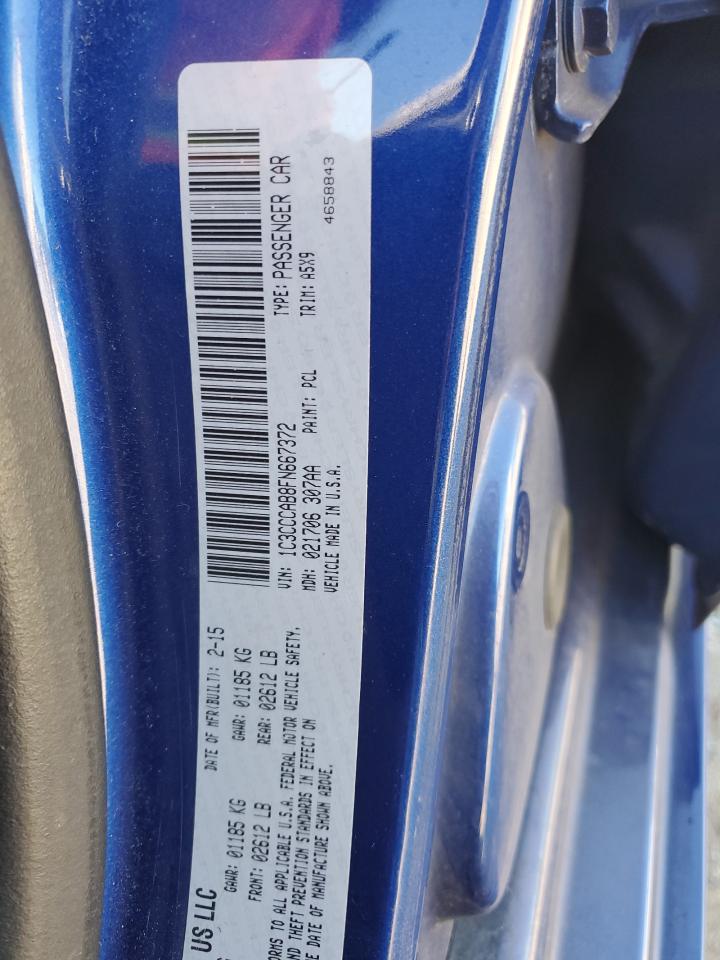 US LLC
DATE OF MFR(BUILT): 2-15
GAWR: 01185 KG
GAWR: 01185 KG
FRONT: 02612 LB
REAR: 02612 LB
TO ALL APPLICABLE U.S.A. FEDERAL MOTOR VEHICLE SAFETY,
THEFT PREVENTION STANDARDS IN EFFECT ON
DATE OF MANUFACTURE SHOWN ABOVE.
VIN: 1C3CCCAB8FN667372
TYPE: PASSENGER CAR
MDH: 021706 307AA
PAINT: PCL
TRIM: A5X9
VEHICLE MADE IN U.S.A.
4658843